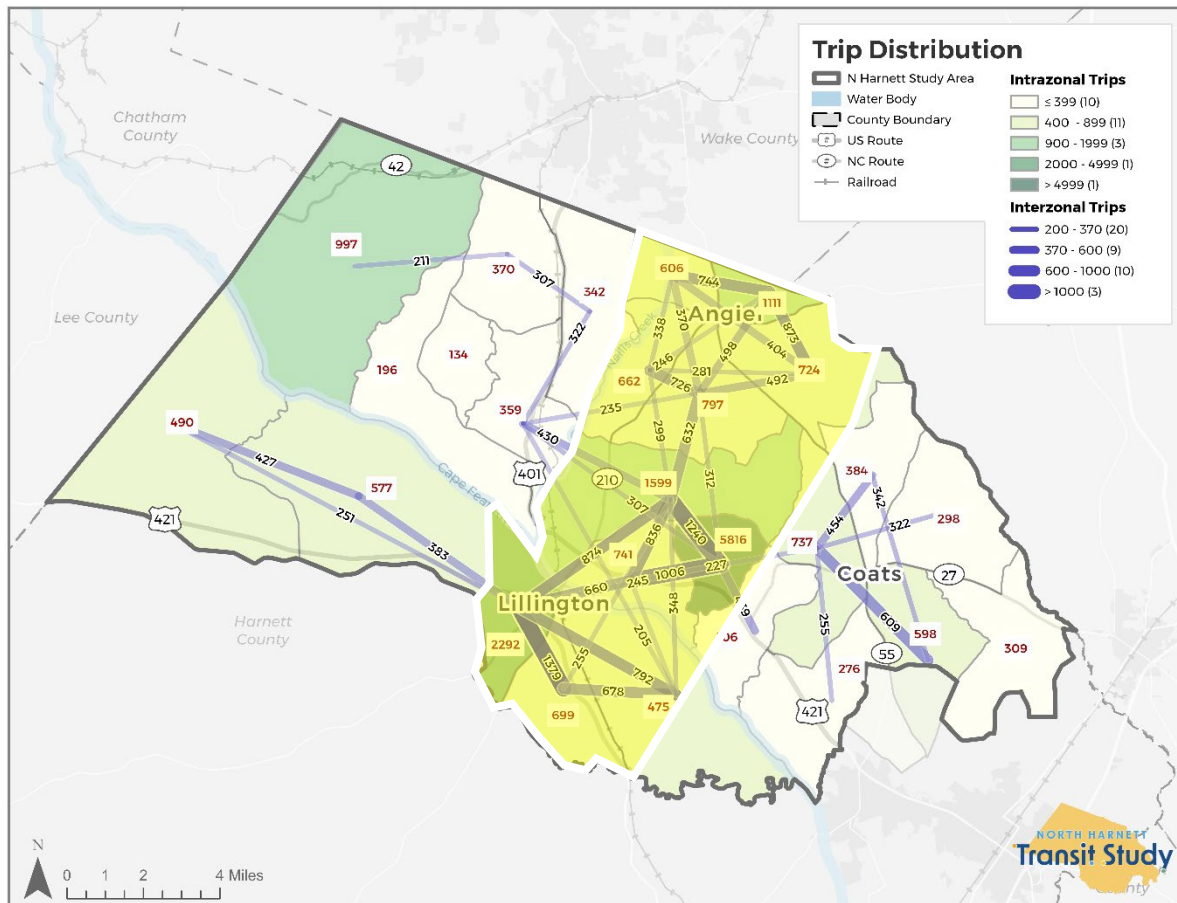 Trip Distribution
N Harnett Study Area
Water Body
County Boundary
# US Route
# NC Route
Railroad
Intrazonal Trips
≤ 399 (10)
400 - 899 (11)
900 - 1999 (3)
2000 - 4999 (1)
> 4999 (1)
Interzonal Trips
200 - 370 (20)
370 - 600 (9)
600 - 1000 (10)
> 1000 (3)
Chatham
County
Wake County
42
997
211
370
307
342
322
606
744
1111
Angier
338
370
873
404
498
246
281
724
662
726
492
797
Lee County
134
196
359
235
430
299
632
490
427
577
401
Cape Fear
210
312
1599
307
384
342
421
251
383
454
322
298
1240
836
5816
737
874
741
1006
227
Coats
27
660
245
Lillington
348
Harnett
County
255
609
598
309
2292
205
55
276
1379
255
792
421
678
475
699
N
0 1 2 4 Miles
NORTH HARNETT
Transit Study
County